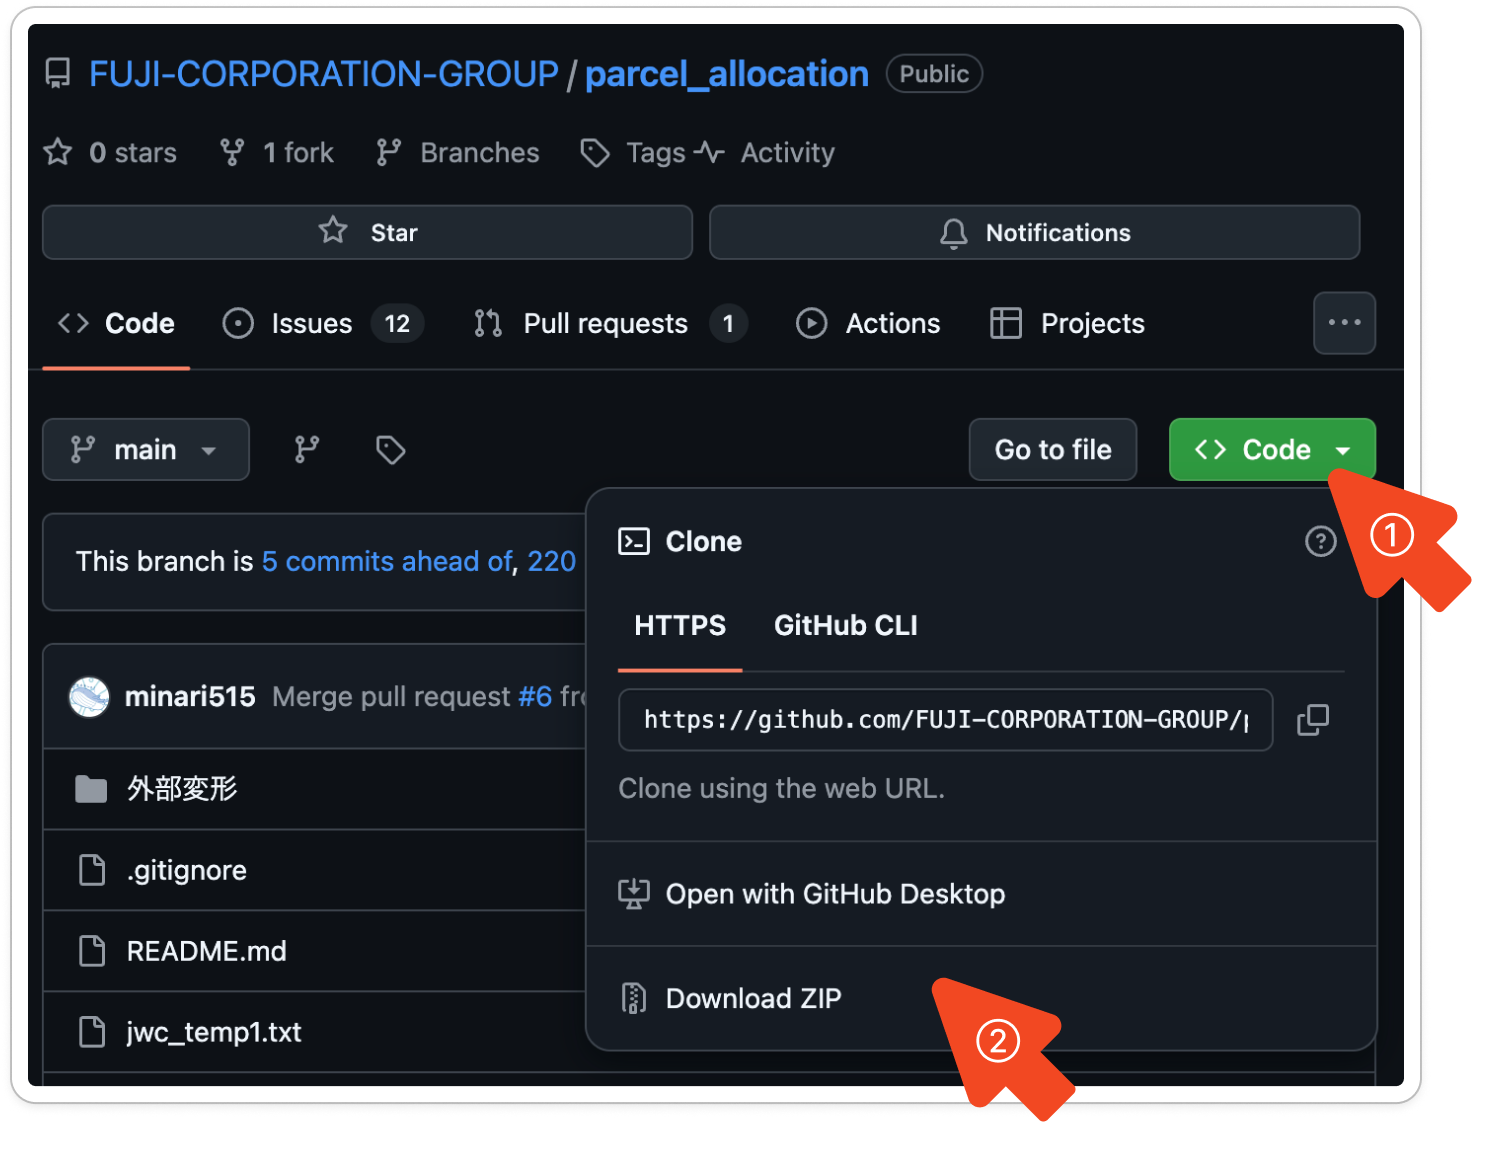 FUJI-CORPORATION-GROUP / parcel_allocation Public
0 stars 1 fork Branches Tags Activity
Star Notifications
Code Issues 12 Pull requests 1 Actions Projects ...
main Go to file Code
①
This branch is 5 commits ahead of, 220
Clone
HTTPS GitHub CLI
minari515 Merge pull request #6
https://github.com/FUJI-CORPORATION-GROUP/
Clone using the web URL.
外部変形
.gitignore
Open with GitHub Desktop
README.md
Download ZIP
②
jwc_temp1.txt